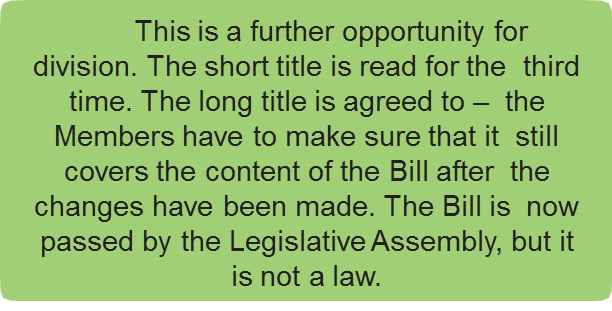 This is a further opportunity for
division. The short title is read for the third
time. The long title is agreed to – the
Members have to make sure that it still
covers the content of the Bill after the
changes have been made. The Bill is now
passed by the Legislative Assembly, but it
is not a law.